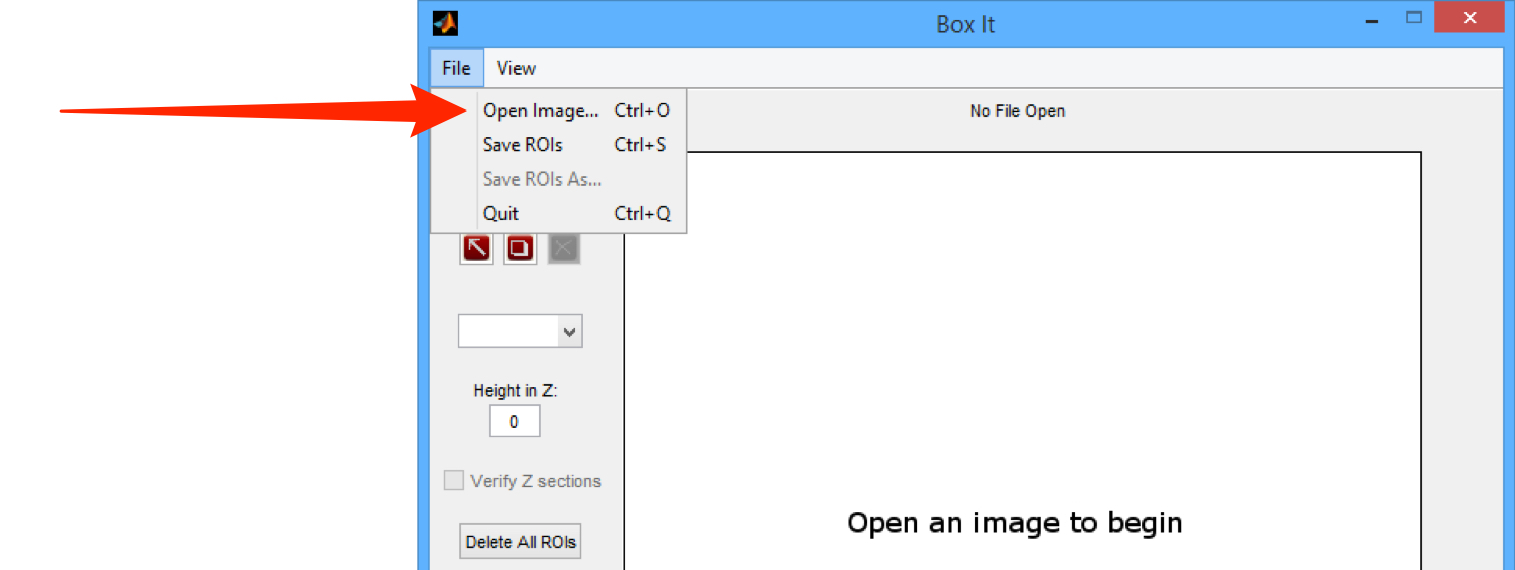 Box It
File View
Open Image... Ctrl+O
No File Open
Save ROIs Ctrl+S
Save ROIs As...
Quit Ctrl+Q
Height in Z:
0
Verify Z sections
Open an image to begin
Delete All ROIs